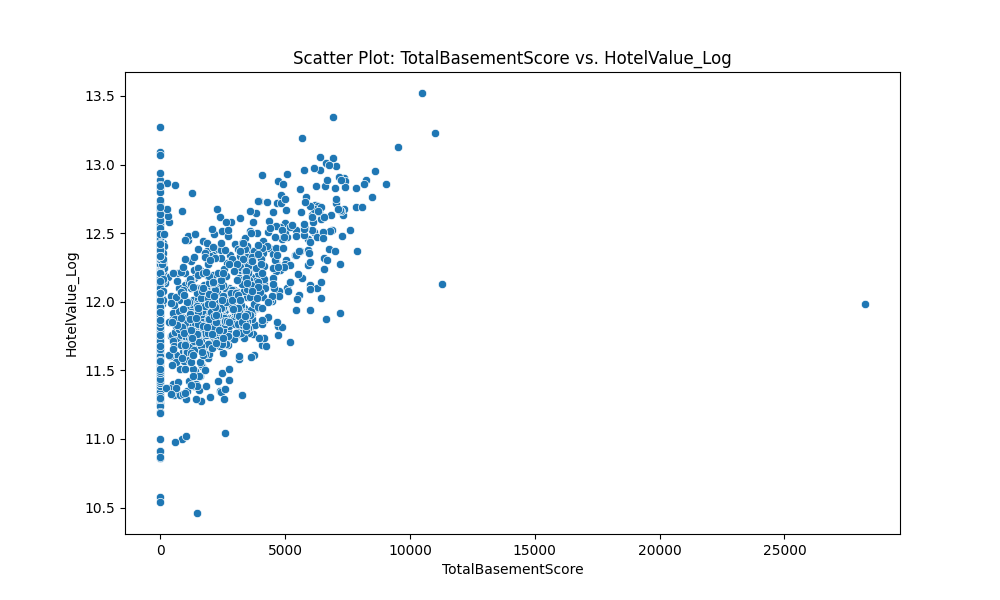 Scatter Plot: TotalBasementScore vs. HotelValue_Log
13.5
13.0
12.5
12.0
11.5
11.0
10.5
HotelValue_Log
0 5000 10000 15000 20000 25000
TotalBasementScore